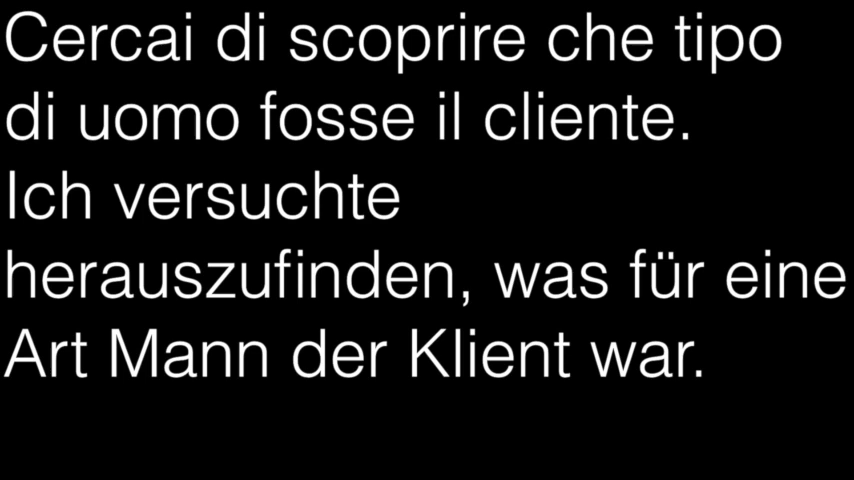 Cercai di scoprire che tipo
di uomo fosse il cliente.
Ich versuchte
herauszufinden, was für eine
Art Mann der Klient war.